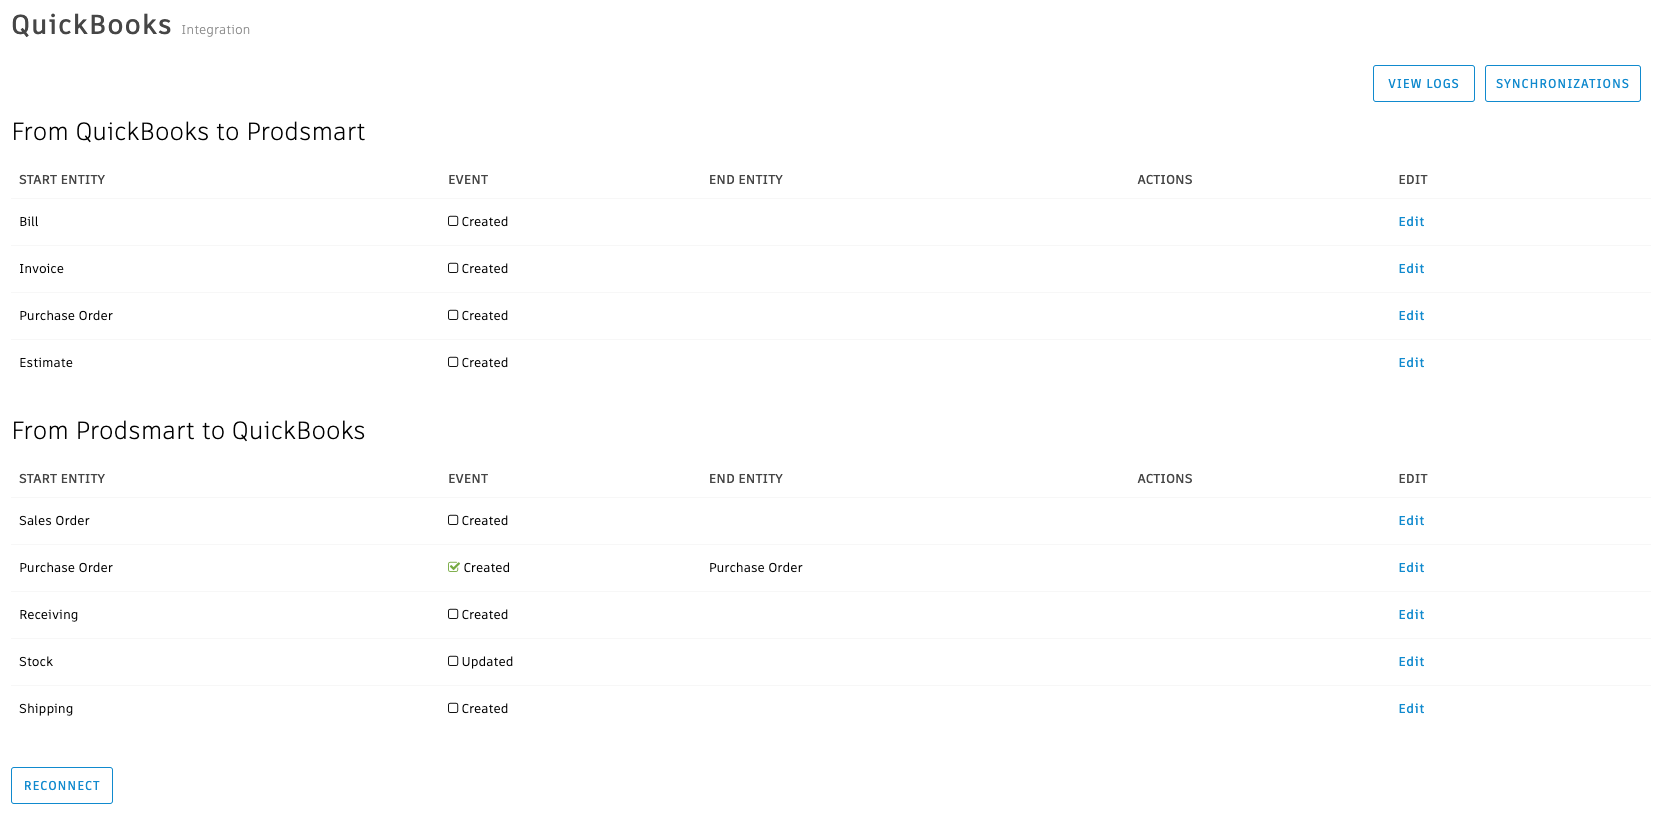 QuickBooks Integration
VIEW LOGS SYNCHRONIZATIONS
From QuickBooks to Prodsmart
START ENTITY EVENT END ENTITY ACTIONS EDIT
Bill Created Edit
Invoice Created Edit
Purchase Order Created Edit
Estimate Created Edit
From Prodsmart to QuickBooks
START ENTITY EVENT END ENTITY ACTIONS EDIT
Sales Order Created Edit
Purchase Order Created Purchase Order Edit
Receiving Created Edit
Stock Updated Edit
Shipping Created Edit
RECONNECT